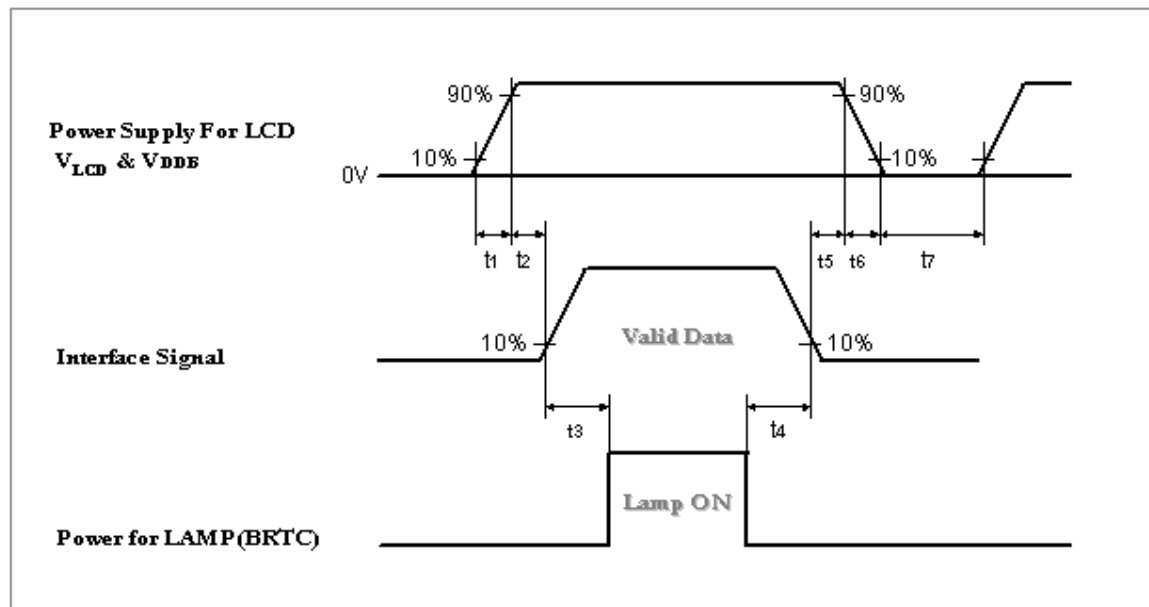 90%
90%
Power Supply For LCD
VLCD & VDDB
10%
10%
0V
t1 t2
t5 t6 t7
Valid Data
10%
10%
Interface Signal
t3
t4
Lamp ON
Power for LAMP(BRTC)